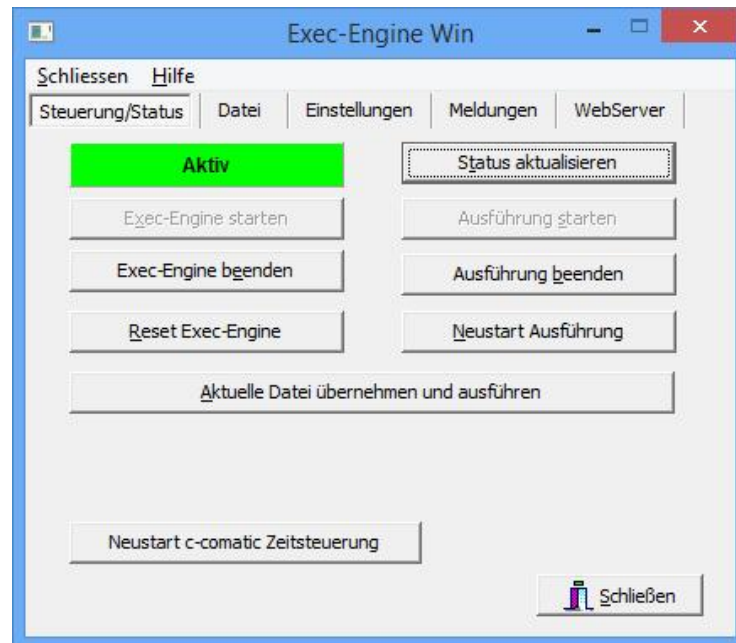 Exec-Engine Win
Schliessen Hilfe
Steuerung/Status Datei Einstellungen Meldungen WebServer
Aktiv Status aktualisieren
Exec-Engine starten Ausführung starten
Exec-Engine beenden Ausführung beenden
Reset Exec-Engine Neustart Ausführung
Aktuelle Datei übernehmen und ausführen
Neustart c-comatic Zeitsteuerung
Schließen